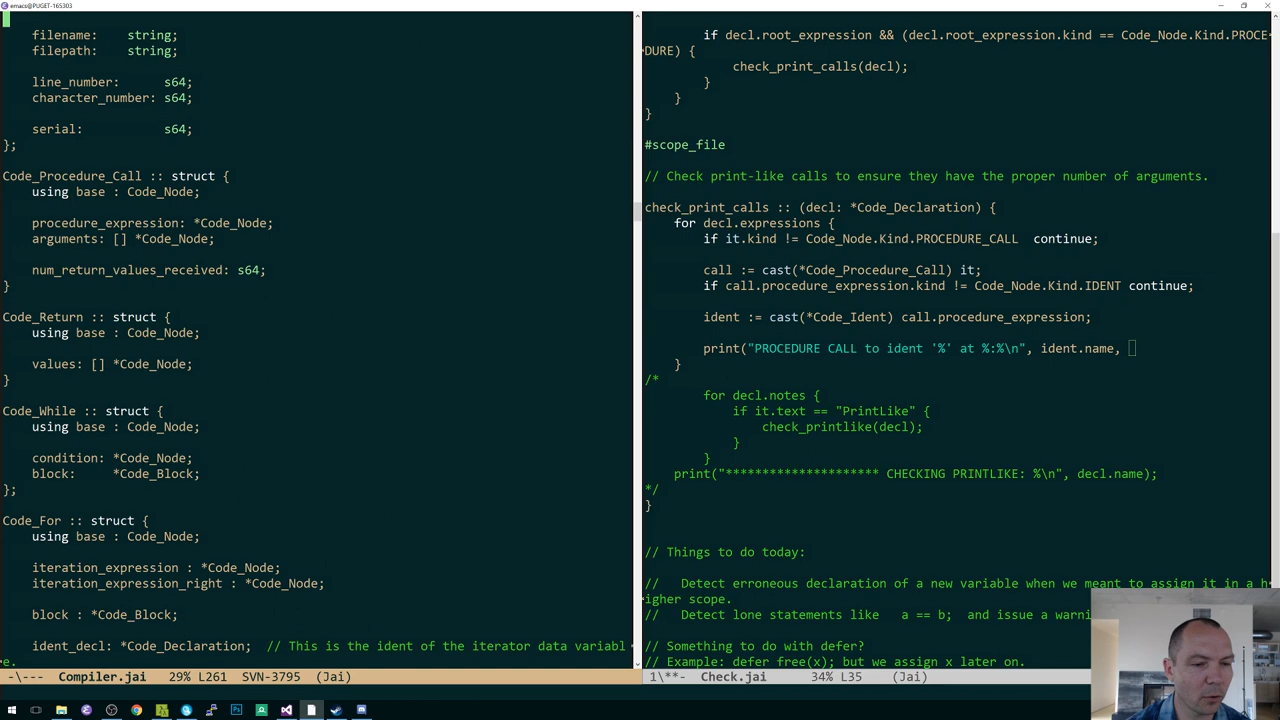 emacs@PUGET-165303
filename:    string;
filepath:    string;
line_number:      s64;
character_number: s64;
serial:           s64;
};
Code_Procedure_Call :: struct {
using base : Code_Node;
procedure_expression: *Code_Node;
arguments: [] *Code_Node;
num_return_values_received: s64;
}
Code_Return :: struct {
using base : Code_Node;
values: [] *Code_Node;
}
Code_While :: struct {
using base : Code_Node;
condition: *Code_Node;
block:     *Code_Block;
};
Code_For :: struct {
using base : Code_Node;
iteration_expression : *Code_Node;
iteration_expression_right : *Code_Node;
block : *Code_Block;
ident_decl: *Code_Declaration;  // This is the ident of the iterator data variabl
e.
-\---  Compiler.jai   29% L261  SVN-3795  (Jai)
if decl.root_expression && (decl.root_expression.kind == Code_Node.Kind.PROCE
DURE) {
check_print_calls(decl);
}
}
}
#scope_file
// Check print-like calls to ensure they have the proper number of arguments.
check_print_calls :: (decl: *Code_Declaration) {
for decl.expressions {
if it.kind != Code_Node.Kind.PROCEDURE_CALL  continue;
call := cast(*Code_Procedure_Call) it;
if call.procedure_expression.kind != Code_Node.Kind.IDENT continue;
ident := cast(*Code_Ident) call.procedure_expression;
print("PROCEDURE CALL to ident '%' at %:%\n", ident.name,
}
/*
for decl.notes {
if it.text == "PrintLike" {
check_printlike(decl);
}
}
print("********************* CHECKING PRINTLIKE: %\n", decl.name);
*/
}
// Things to do today:
//   Detect erroneous declaration of a new variable when we meant to assign it in a h
igher scope.
//   Detect lone statements like   a == b;  and issue a warni
// Something to do with defer?
// Example: defer free(x); but we assign x later on.
1\**-  Check.jai      34% L35    (Jai)